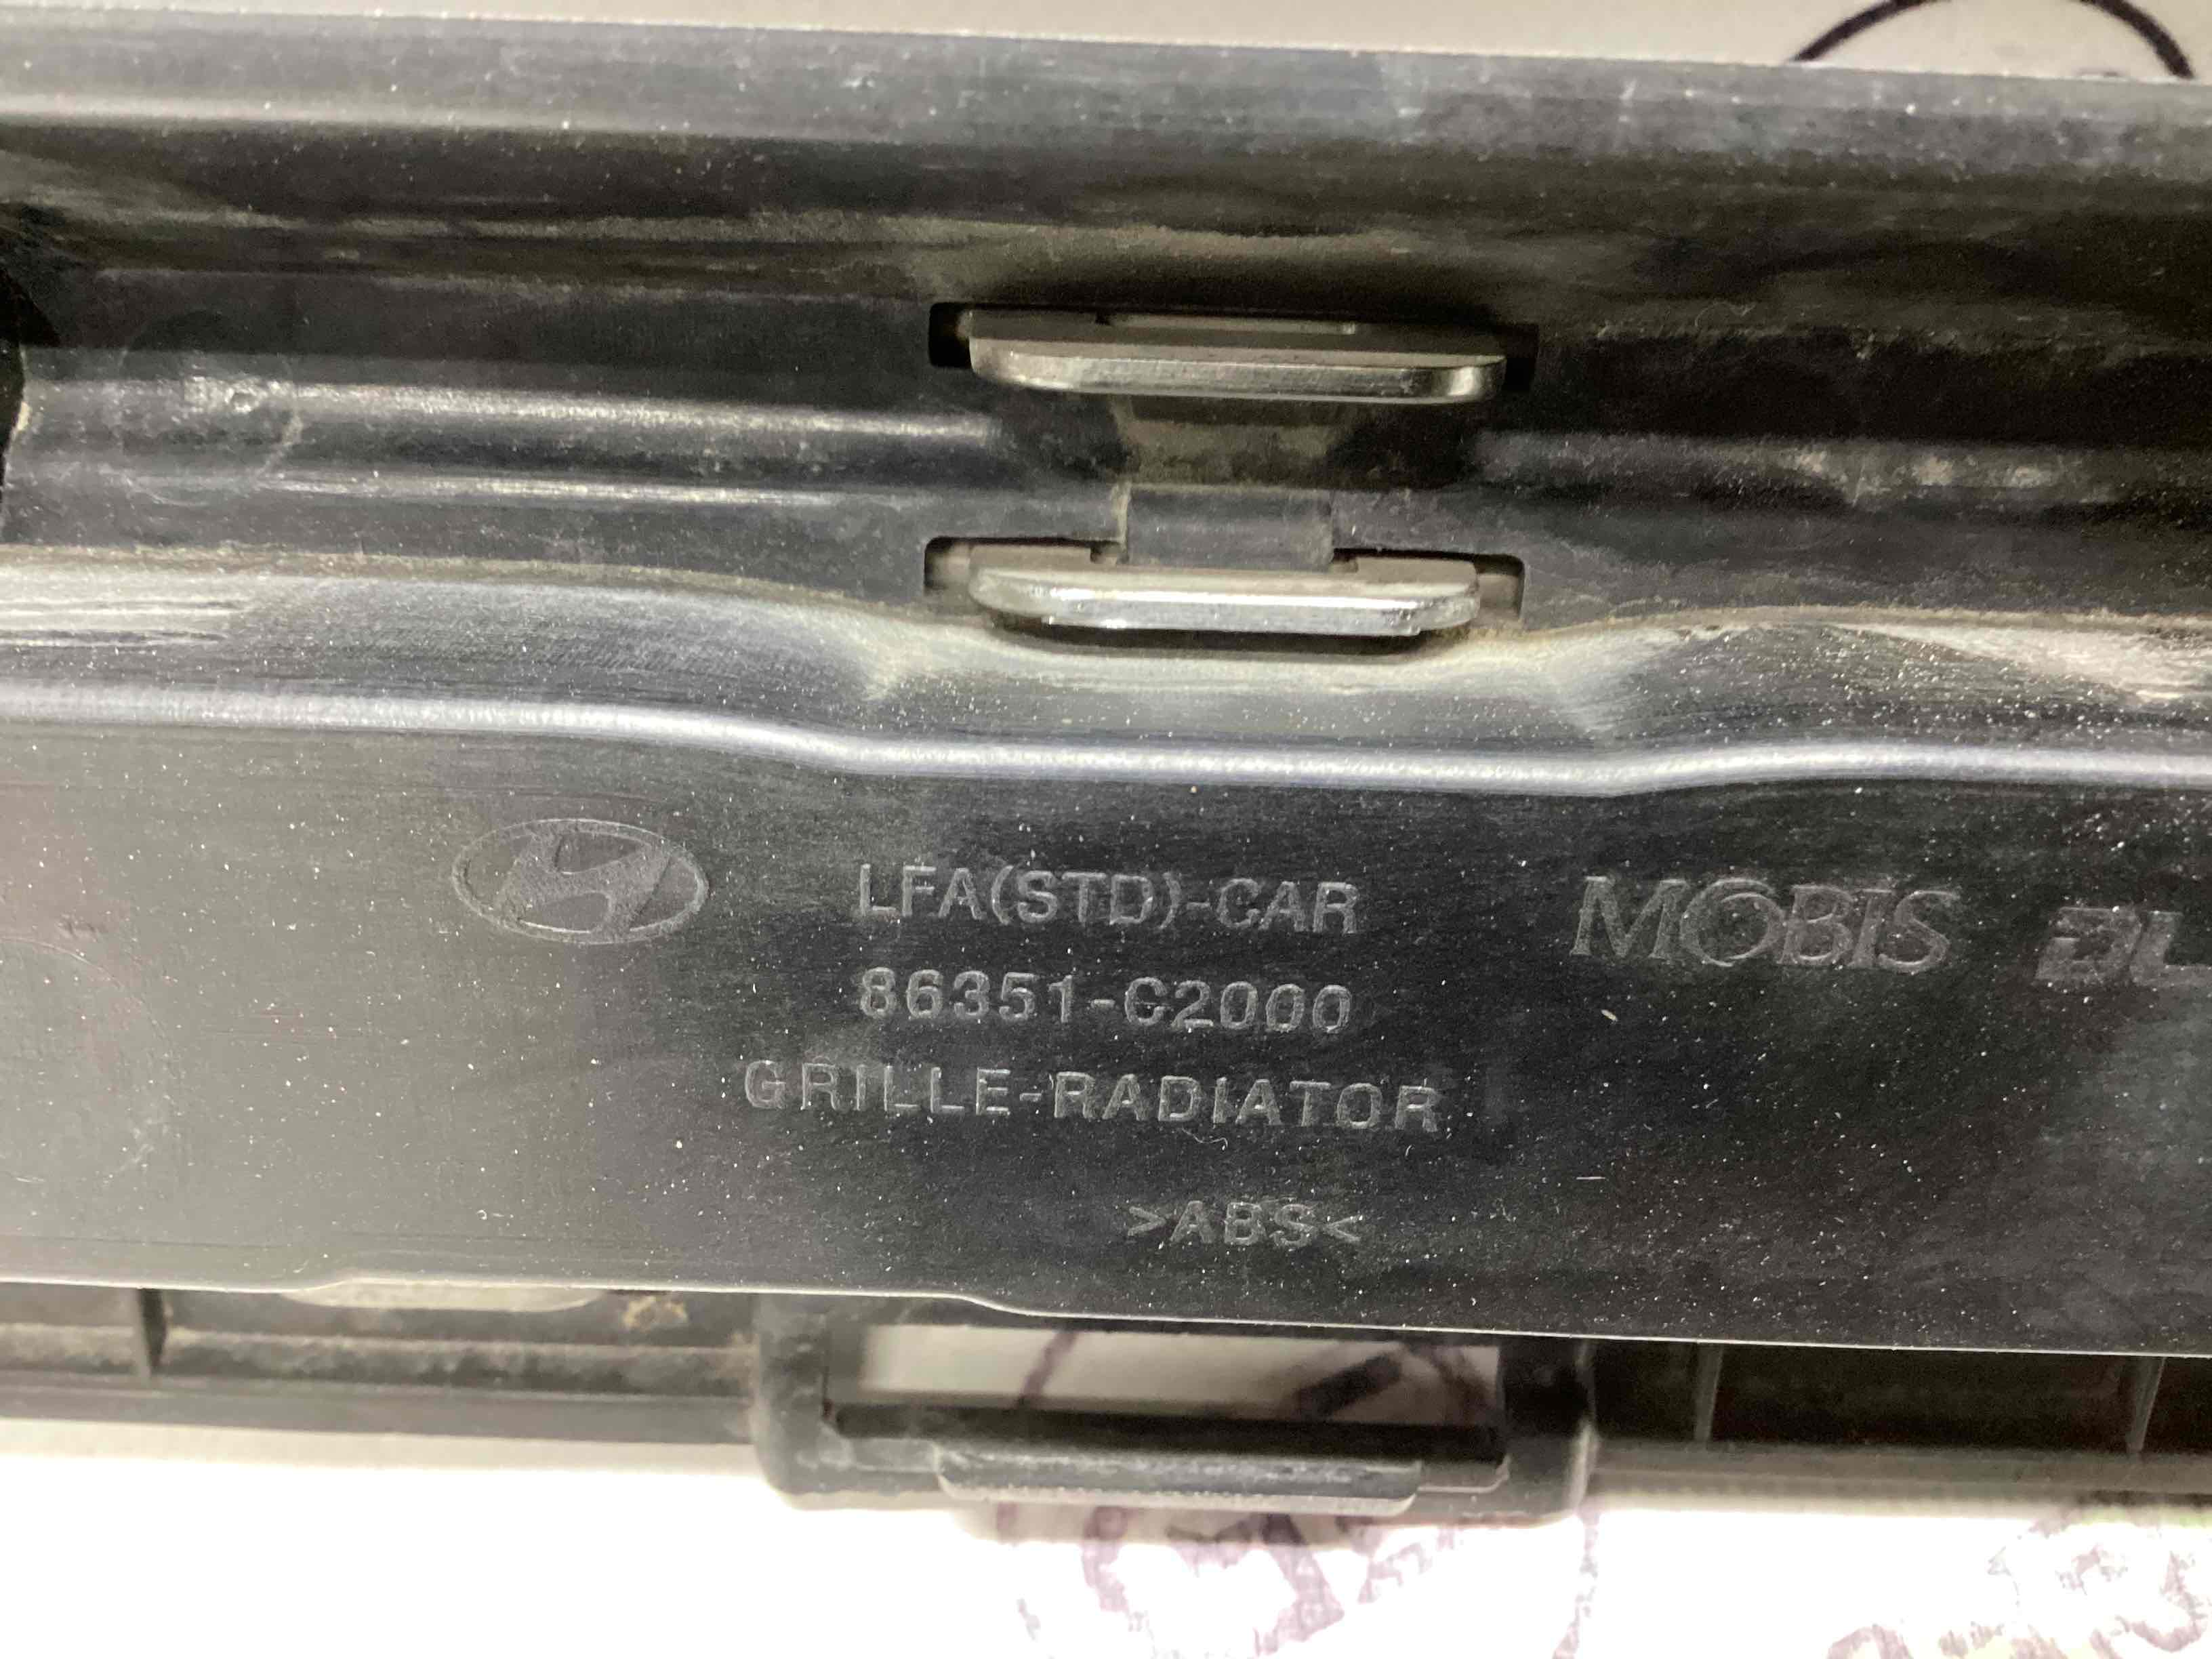 LFA(STD)-CAR
86351-C2000
GRILLE-RADIATOR
>ABS<
MOBIS